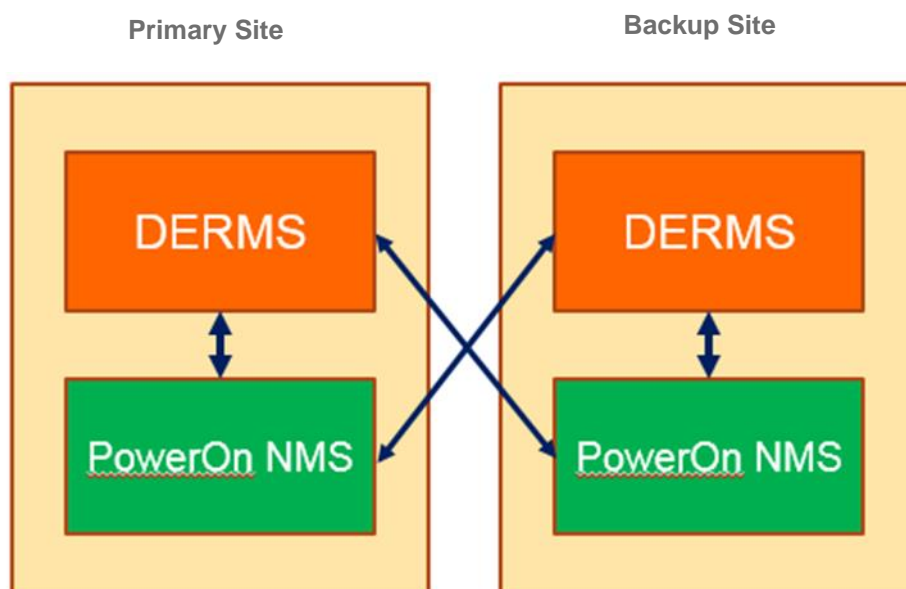 Primary Site
Backup Site
DERMS
DERMS
PowerOn NMS
PowerOn NMS